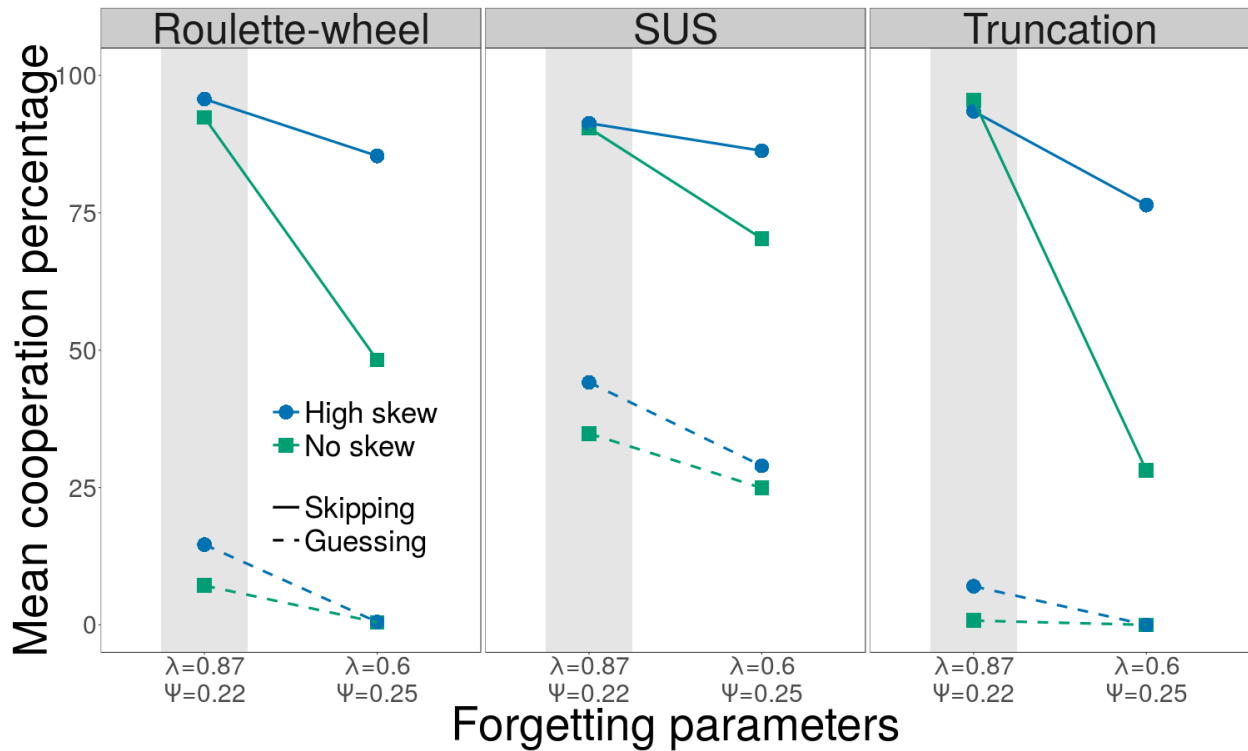 Roulette-wheel
SUS
Truncation
Mean cooperation percentage
100
75
50
25
0
High skew
No skew
Skipping
Guessing
λ=0.87
Ψ=0.22
λ=0.6
Ψ=0.25
λ=0.87
Ψ=0.22
λ=0.6
Ψ=0.25
λ=0.87
Ψ=0.22
λ=0.6
Ψ=0.25
Forgetting parameters